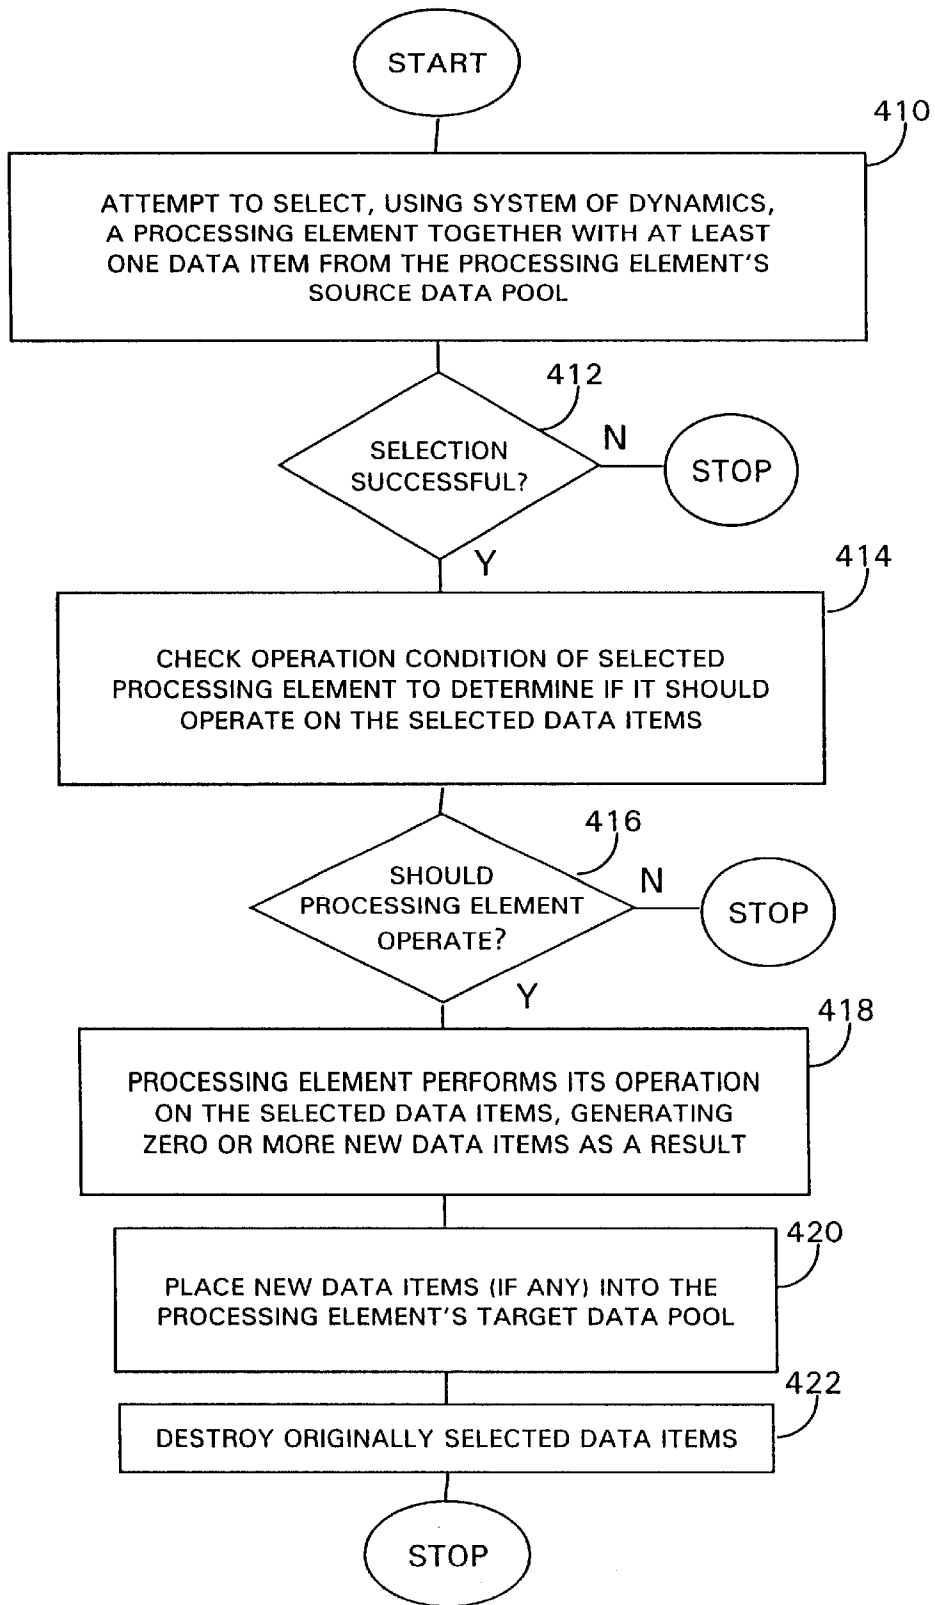 START
410
ATTEMPT TO SELECT, USING SYSTEM OF DYNAMICS,
A PROCESSING ELEMENT TOGETHER WITH AT LEAST
ONE DATA ITEM FROM THE PROCESSING ELEMENT'S
SOURCE DATA POOL
412
SELECTION
SUCCESSFUL?
N
STOP
Y
414
CHECK OPERATION CONDITION OF SELECTED
PROCESSING ELEMENT TO DETERMINE IF IT SHOULD
OPERATE ON THE SELECTED DATA ITEMS
416
SHOULD
PROCESSING ELEMENT
OPERATE?
N
STOP
Y
418
PROCESSING ELEMENT PERFORMS ITS OPERATION
ON THE SELECTED DATA ITEMS, GENERATING
ZERO OR MORE NEW DATA ITEMS AS A RESULT
420
PLACE NEW DATA ITEMS (IF ANY) INTO THE
PROCESSING ELEMENT'S TARGET DATA POOL
422
DESTROY ORIGINALLY SELECTED DATA ITEMS
STOP